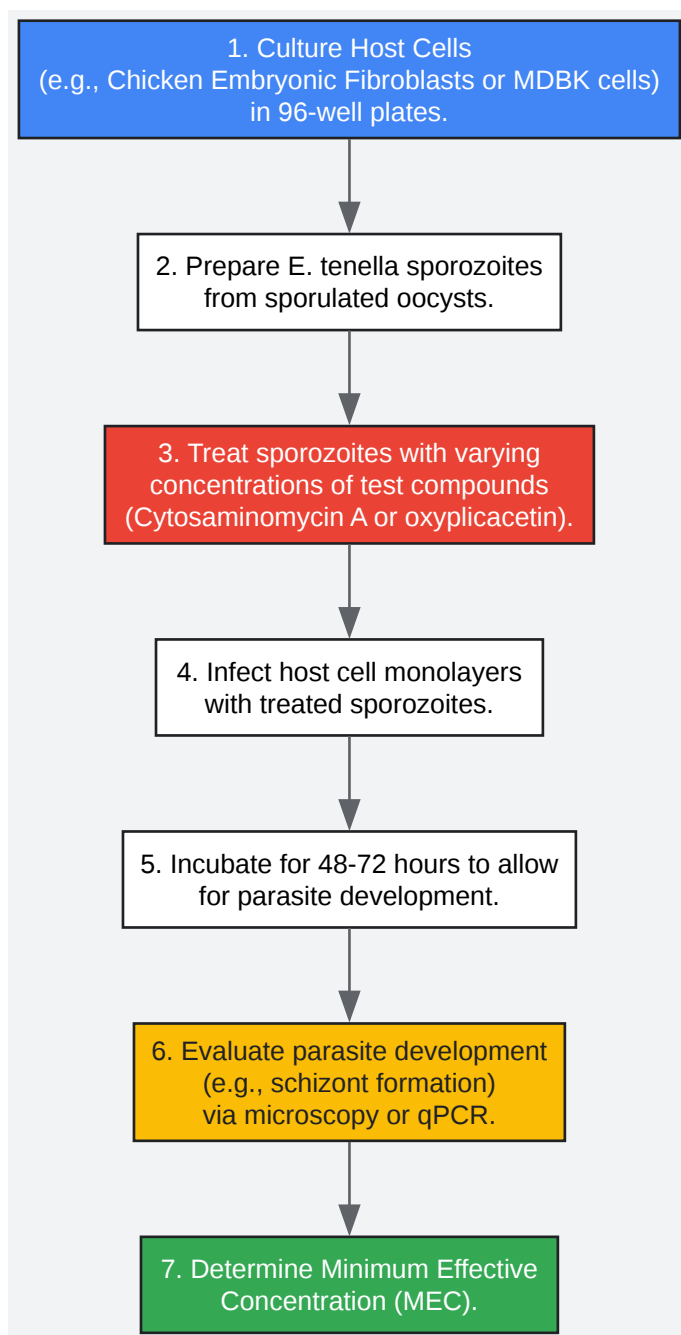 1. Culture Host Cells
(e.g., Chicken Embryonic Fibroblasts or MDBK cells)
in 96-well plates.
2. Prepare E. tenella sporozoites
from sporulated oocysts.
3. Treat sporozoites with varying
concentrations of test compounds
(Cytosaminomycin A or oxyplicacetin).
4. Infect host cell monolayers
with treated sporozoites.
5. Incubate for 48-72 hours to allow
for parasite development.
6. Evaluate parasite development
(e.g., schizont formation)
via microscopy or qPCR.
7. Determine Minimum Effective
Concentration (MEC).